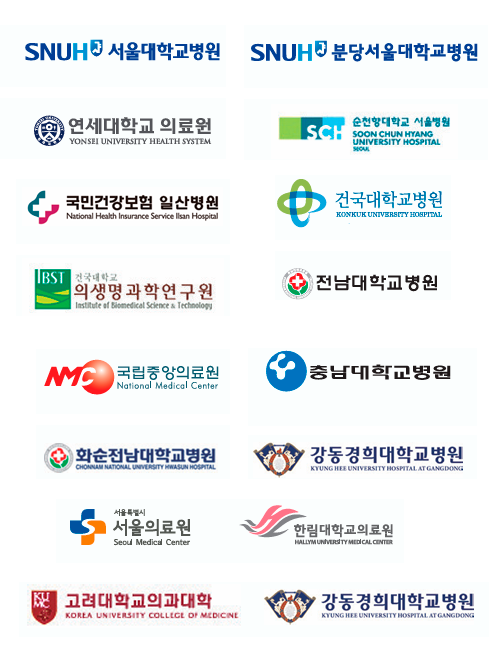 SNUH 서울대학교병원
SNUH 분당서울대학교병원
연세대학교 의료원
YONSEI UNIVERSITY HEALTH SYSTEM
SCH 순천향대학교 서울병원
SOON CHUN HYANG
UNIVERSITY HOSPITAL
SEOUL
국민건강보험 일산병원
National Health Insurance Service Ilsan Hospital
건국대학교병원
KONKUK UNIVERSITY HOSPITAL
IBST 건국대학교
의생명과학연구원
Institute of Biomedical Science & Technology
전남대학교병원
NMC 국립중앙의료원
National Medical Center
충남대학교병원
화순전남대학교병원
CHONNAM NATIONAL UNIVERSITY HWASUN HOSPITAL
강동경희대학교병원
KYUNG HEE UNIVERSITY HOSPITAL AT GANGDONG
서울특별시
서울의료원
Seoul Medical Center
한림대학교의료원
HALLYM UNIVERSITY MEDICAL CENTER
KU
MC
고려대학교의과대학
KOREA UNIVERSITY COLLEGE OF MEDICINE
강동경희대학교병원
KYUNG HEE UNIVERSITY HOSPITAL AT GANGDONG